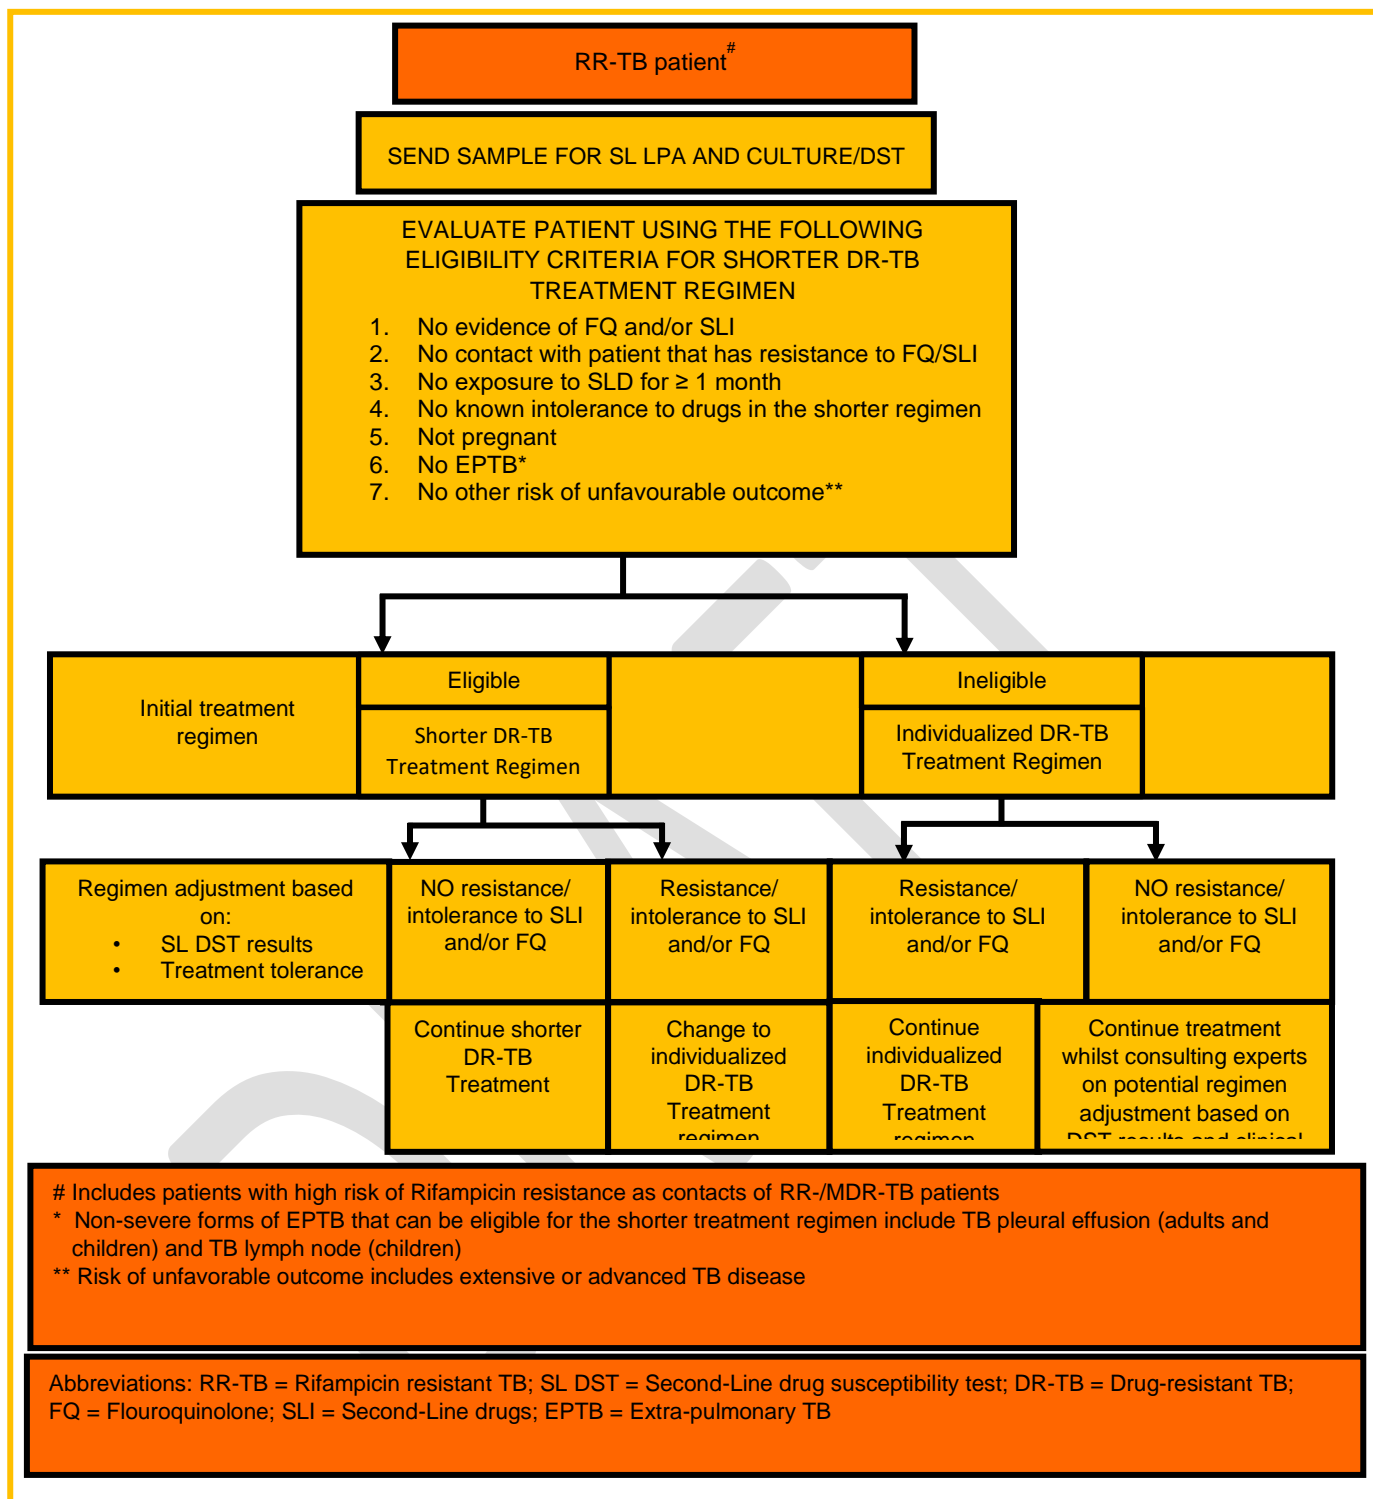 RR-TB patient#
SEND SAMPLE FOR SL LPA AND CULTURE/DST
EVALUATE PATIENT USING THE FOLLOWING
ELIGIBILITY CRITERIA FOR SHORTER DR-TB
TREATMENT REGIMEN
1. No evidence of FQ and/or SLI
2. No contact with patient that has resistance to FQ/SLI
3. No exposure to SLD for ≥ 1 month
4. No known intolerance to drugs in the shorter regimen
5. Not pregnant
6. No EPTB*
7. No other risk of unfavourable outcome**
Initial treatment
regimen
Eligible
Shorter DR-TB
Treatment Regimen
Ineligible
Individualized DR-TB
Treatment Regimen
Regimen adjustment based
on:
• SL DST results
• Treatment tolerance
NO resistance/
intolerance to SLI
and/or FQ
Resistance/
intolerance to SLI
and/or FQ
Resistance/
intolerance to SLI
and/or FQ
NO resistance/
intolerance to SLI
and/or FQ
Continue shorter
DR-TB
Treatment
Change to
individualized
DR-TB
Treatment
regimen
Continue
individualized
DR-TB
Treatment
regimen
Continue treatment
whilst consulting experts
on potential regimen
adjustment based on
DST results and clinical
# Includes patients with high risk of Rifampicin resistance as contacts of RR-/MDR-TB patients
* Non-severe forms of EPTB that can be eligible for the shorter treatment regimen include TB pleural effusion (adults and
children) and TB lymph node (children)
** Risk of unfavorable outcome includes extensive or advanced TB disease
Abbreviations: RR-TB = Rifampicin resistant TB; SL DST = Second-Line drug susceptibility test; DR-TB = Drug-resistant TB;
FQ = Flouroquinolone; SLI = Second-Line drugs; EPTB = Extra-pulmonary TB